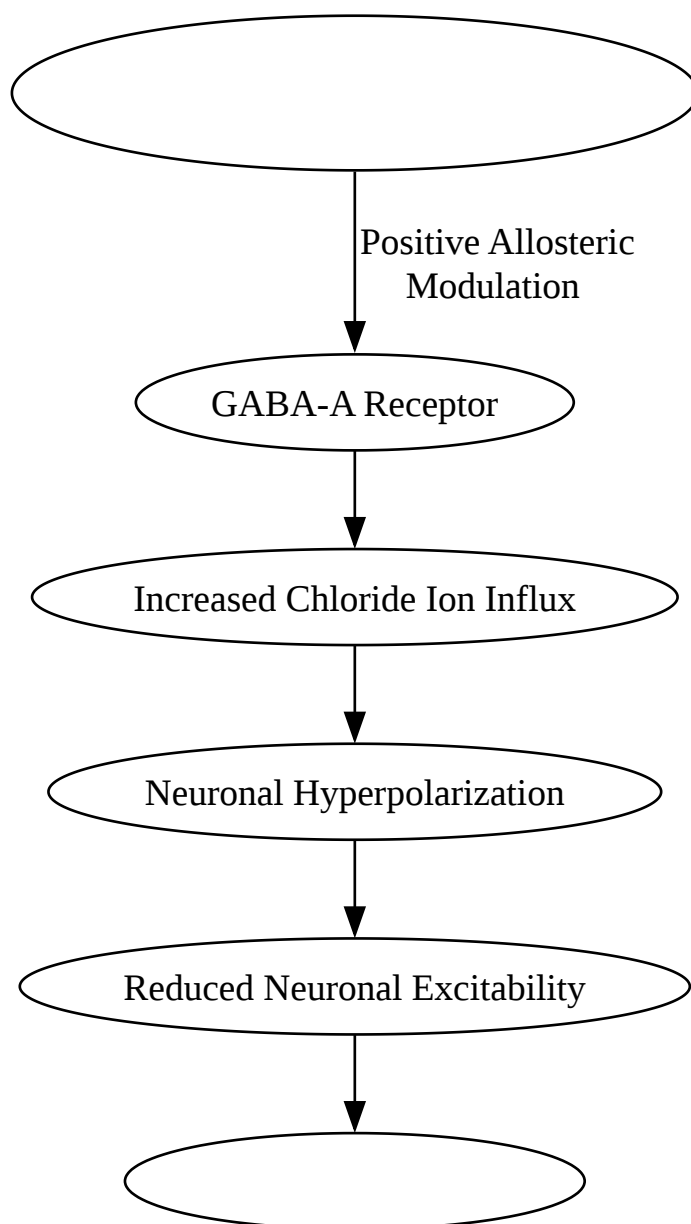 Positive Allosteric
Modulation
GABA-A Receptor
Increased Chloride Ion Influx
Neuronal Hyperpolarization
Reduced Neuronal Excitability